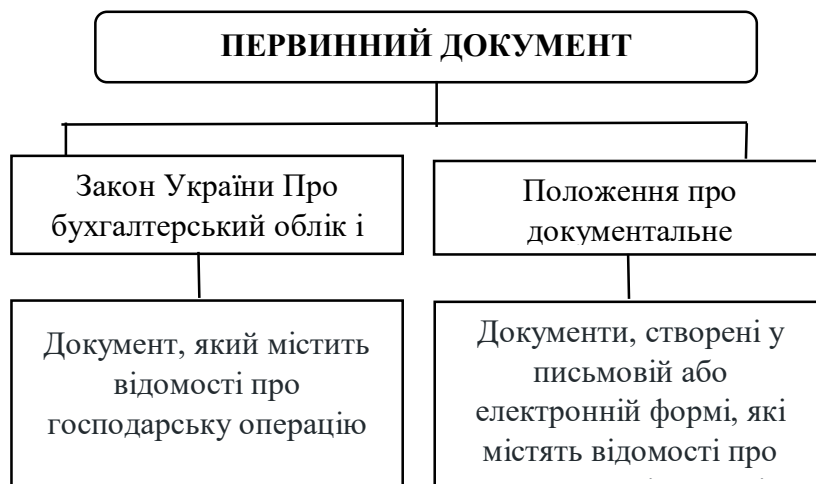 ПЕРВИННИЙ ДОКУМЕНТ
Закон України Про
бухгалтерський облік і
Положення про
документальне
Документ, який містить
відомості про
господарську операцію
Документи, створені у
письмовій або
електронній формі, які
містять відомості про